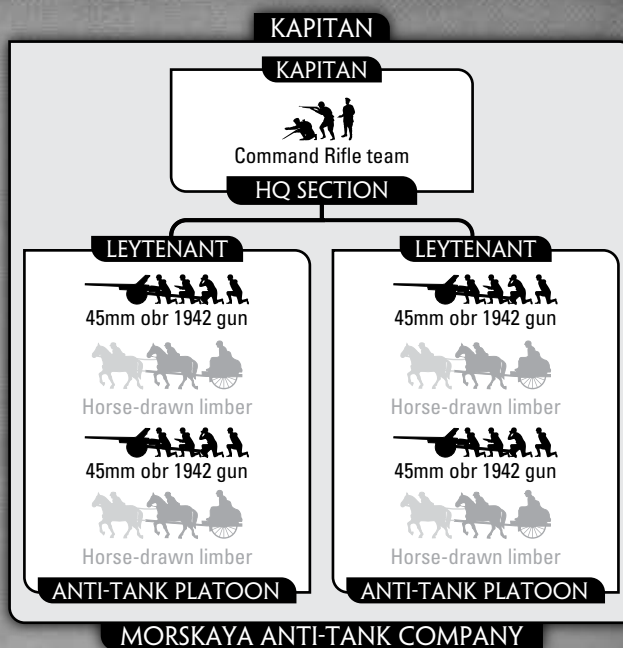 KAPITAN
KAPITAN
Command Rifle team
HQ SECTION
LEYTENANT
45mm obr 1942 gun
Horse-drawn limber
45mm obr 1942 gun
Horse-drawn limber
ANTI-TANK PLATOON
LEYTENANT
45mm obr 1942 gun
Horse-drawn limber
45mm obr 1942 gun
Horse-drawn limber
ANTI-TANK PLATOON
MORSKAYA ANTI-TANK COMPANY